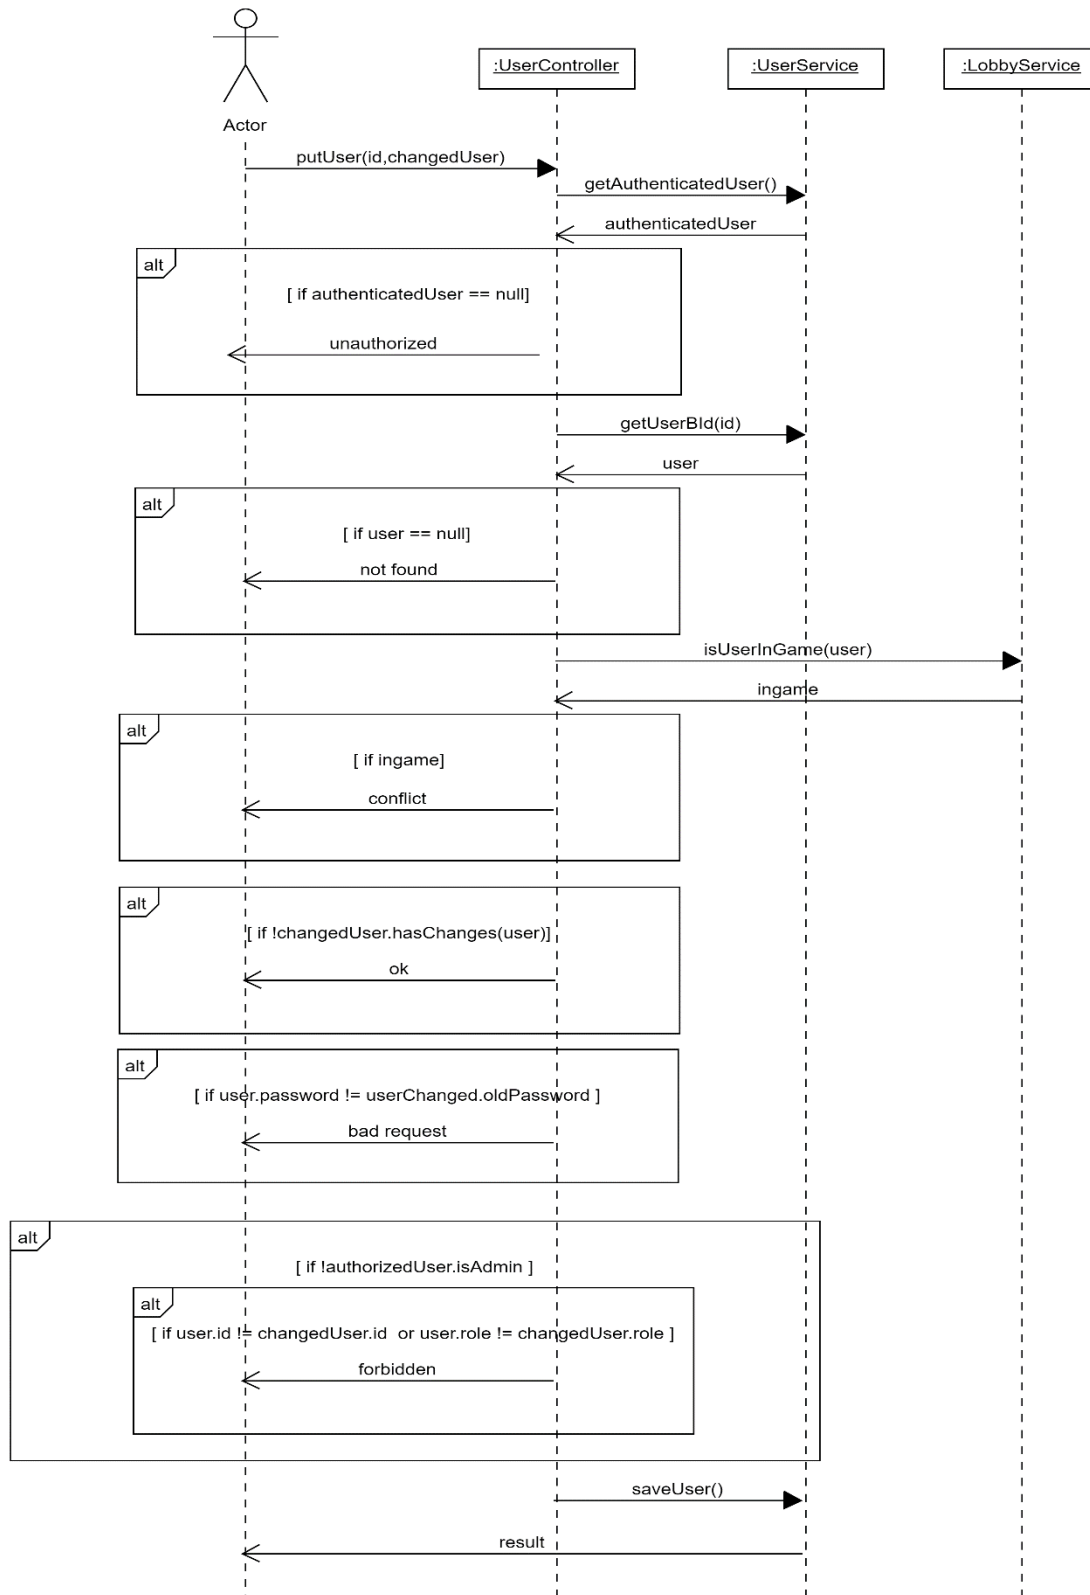 :UserController
:UserService
:LobbyService
Actor
putUser(id,changedUser)
getAuthenticatedUser()
authenticatedUser
alt
[ if authenticatedUser == null]
unauthorized
getUserBId(id)
user
alt
[ if user == null]
not found
isUserInGame(user)
ingame
alt
[ if ingame]
conflict
alt
[ if !changedUser.hasChanges(user)]
ok
alt
[ if user.password != userChanged.oldPassword ]
bad request
alt
[ if !authorizedUser.isAdmin ]
alt
[ if user.id != changedUser.id  or user.role != changedUser.role ]
forbidden
saveUser()
result